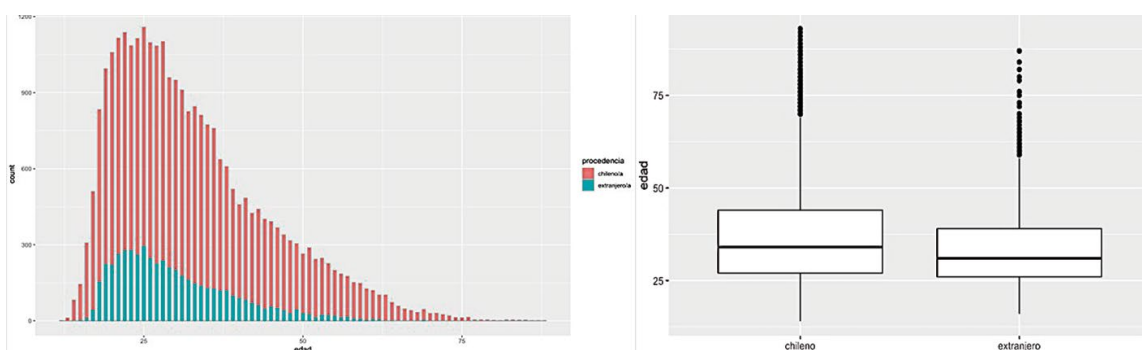 1200
900
600
300
0
count
25
50
75
edad
procedencia
chileno/a
extranjero/a
75
50
25
edad
chileno
extranjero